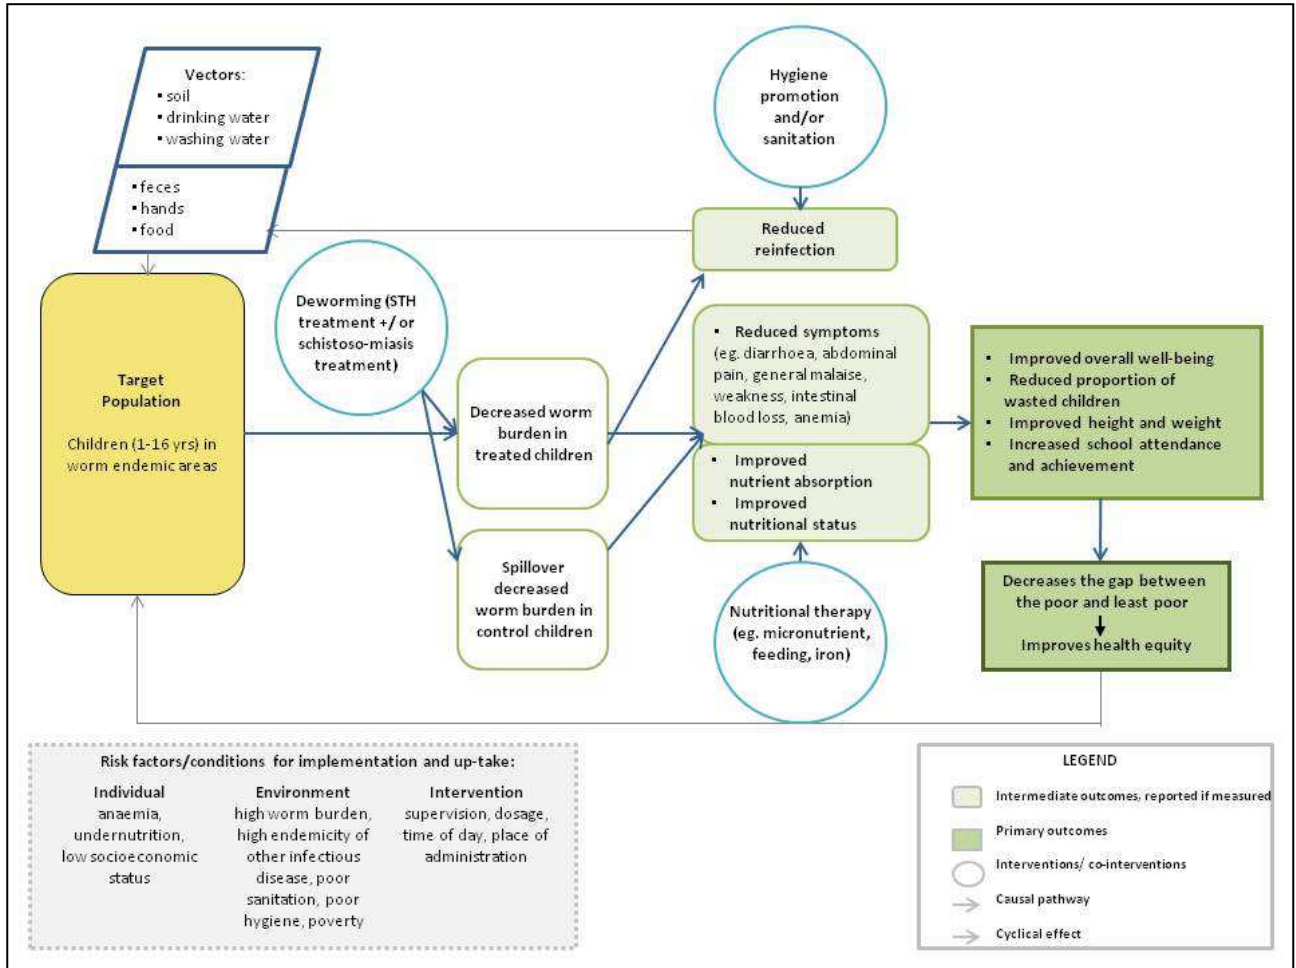 Vectors:
▪ soil
▪ drinking water
▪ washing water
▪ feces
▪ hands
▪ food
Hygiene
promotion
and/or
sanitation
Reduced
reinfection
Deworming (STH
treatment +/ or
schistoso-miasis
treatment)
Target
Population
Children (1-16 yrs) in
worm endemic areas
Decreased worm
burden in
treated children
Spillover
decreased
worm burden in
control children
▪ Reduced symptoms
(eg. diarrhoea, abdominal
pain, general malaise,
weakness, intestinal
blood loss, anemia)
▪ Improved
nutrient absorption
▪ Improved
nutritional status
Nutritional therapy
(eg. micronutrient,
feeding, iron)
▪ Improved overall well-being
▪ Reduced proportion of
wasted children
▪ Improved height and weight
▪ Increased school attendance
and achievement
Decreases the gap between
the poor and least poor
Improves health equity
Risk factors/conditions for implementation and up-take:
Individual
anaemia,
undernutrition,
low socioeconomic
status
Environment
high worm burden,
high endemicity of
other infectious
disease, poor
sanitation, poor
hygiene, poverty
Intervention
supervision, dosage,
time of day, place of
administration
LEGEND
Intermediate outcomes, reported if measured
Primary outcomes
Interventions/ co-interventions
Causal pathway
Cyclical effect